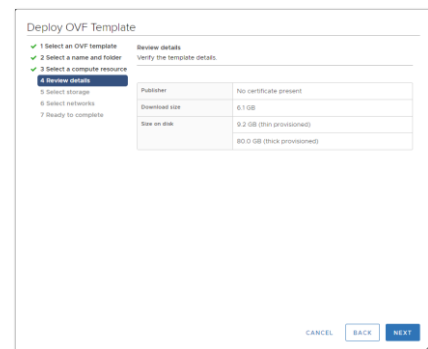 Deploy OVF Template
✔ 1 Select an OVF template
✔ 2 Select a name and folder
✔ 3 Select a compute resource
4 Review details
5 Select storage
6 Select networks
7 Ready to complete
Review details
Verify the template details.
Publisher No certificate present
Download size 6.1 GB
Size on disk 9.2 GB (thin provisioned)
80.0 GB (thick provisioned)
CANCEL BACK NEXT